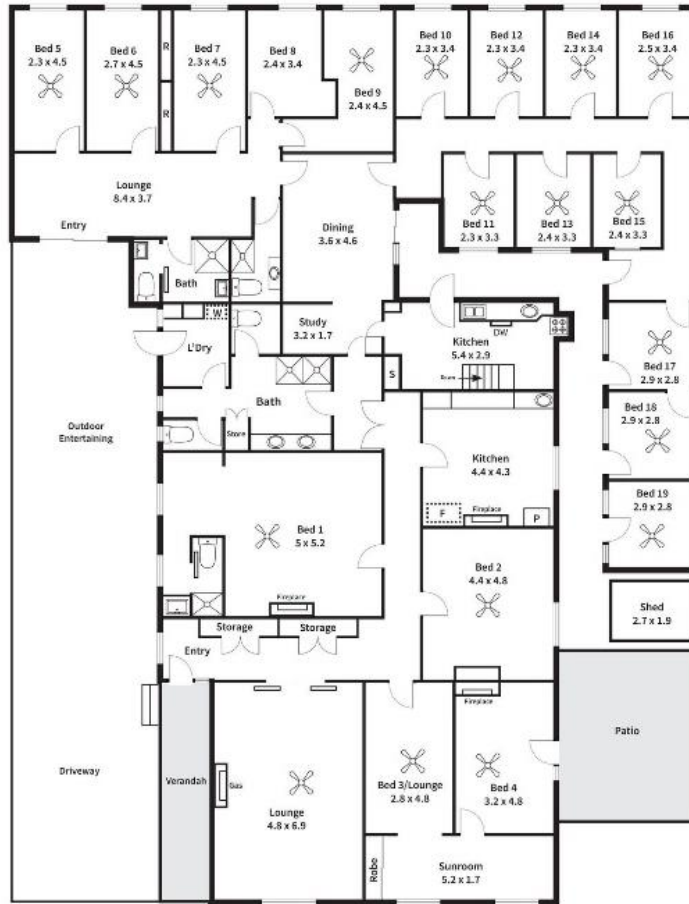 Bed 5
2.3 x 4.5
Bed 6
2.7 x 4.5
R
R
Bed 7
2.3 x 4.5
Bed 8
2.4 x 3.4
Bed 9
2.4 x 4.5
Bed 10
2.3 x 3.4
Bed 12
2.3 x 3.4
Bed 14
2.3 x 3.4
Bed 16
2.5 x 3.4
Lounge
8.4 x 3.7
Entry
Dining
3.6 x 4.6
Bed 11
2.3 x 3.3
Bed 13
2.4 x 3.3
Bed 15
2.4 x 3.3
Bath
W
L'Dry
Study
3.2 x 1.7
DW
Kitchen
5.4 x 2.9
Down
S
Bed 17
2.9 x 2.8
Bath
Store
Outdoor
Entertaining
Kitchen
4.4 x 4.3
Fireplace
F
P
Bed 18
2.9 x 2.8
Bed 19
2.9 x 2.8
Bed 1
5 x 5.2
Fireplace
Bed 2
4.4 x 4.8
Shed
2.7 x 1.9
Storage
Storage
Entry
Fireplace
Patio
Driveway
Verandah
Gas
Lounge
4.8 x 6.9
Bed 3/Lounge
2.8 x 4.8
Bed 4
3.2 x 4.8
Robe
Sunroom
5.2 x 1.7